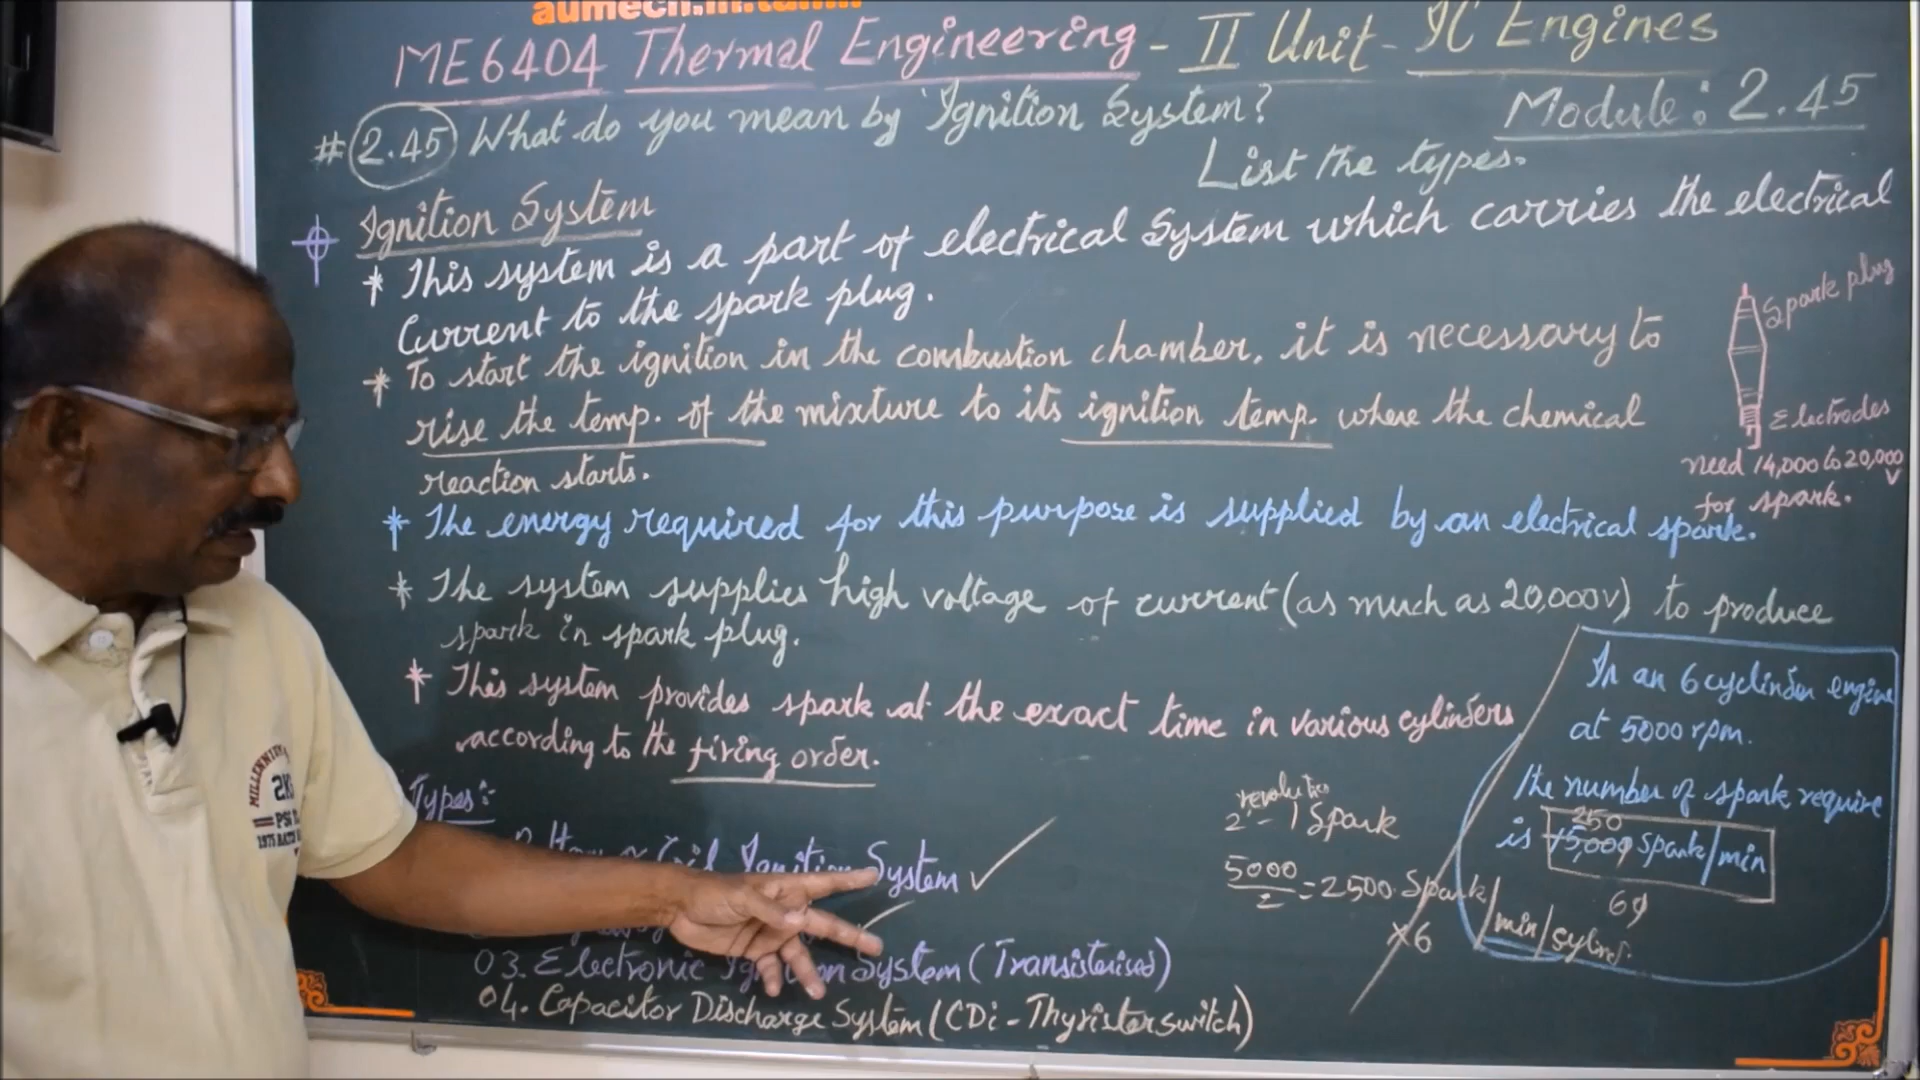 ME6404 Thermal Engineering - II Unit - IC Engines
Module: 2.45
# 2.45 What do you mean by Ignition System?
List the types.
Ignition System
* This system is a part of electrical System which carries the electrical
Current to the spark plug.
* To start the ignition in the combustion chamber, it is necessary to
rise the temp. of the mixture to its ignition temp. where the chemical
reaction starts.
* The energy required for this purpose is supplied by an electrical spark.
* The system supplies high voltage of current (as much as 20,000V) to produce
spark in spark plug.
* This system provides spark at the exact time in various cylinders
according to the firing order.
Spark plug
Electrodes
need 14,000 to 20,000
V
for spark.
Types:-
Coil Ignition System ✓
03. Electronic Ignition System (Transistorised)
04. Capacitor Discharge System (CDi - Thyristor switch)
revolution
2 - 1 Spark
5000
2
= 2500 Spark/min/
×6
In an 6 cyclinder engine
at 5000 rpm.
The number of spark require
250
is 15,000 spark/min
60
2K